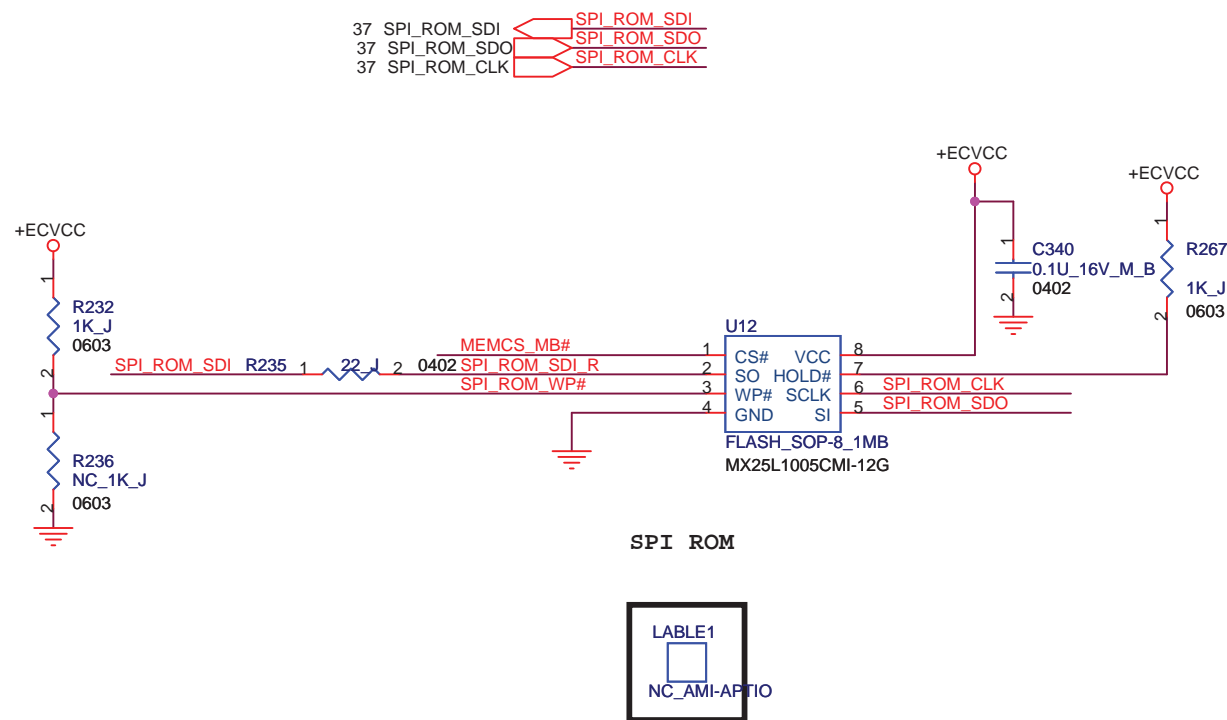 37 SPI_ROM_SDI SPI_ROM_SDI
37 SPI_ROM_SDO SPI_ROM_SDO
37 SPI_ROM_CLK SPI_ROM_CLK
+ECVCC
+ECVCC
+ECVCC
1
R232
1K_J
0603
2
1
C340
0.1U_16V_M_B
0402
2
1
R267
1K_J
0603
2
U12
MEMCS_MB# 1 CS# VCC 8
SPI_ROM_SDI R235 1 22_J 2 0402 SPI_ROM_SDI_R 2 SO HOLD# 7
SPI_ROM_WP# 3 WP# SCLK 6 SPI_ROM_CLK
4 GND SI 5 SPI_ROM_SDO
FLASH_SOP-8_1MB
MX25L1005CMI-12G
1
R236
NC_1K_J
0603
2
SPI ROM
LABLE1
NC_AMI-APTIO